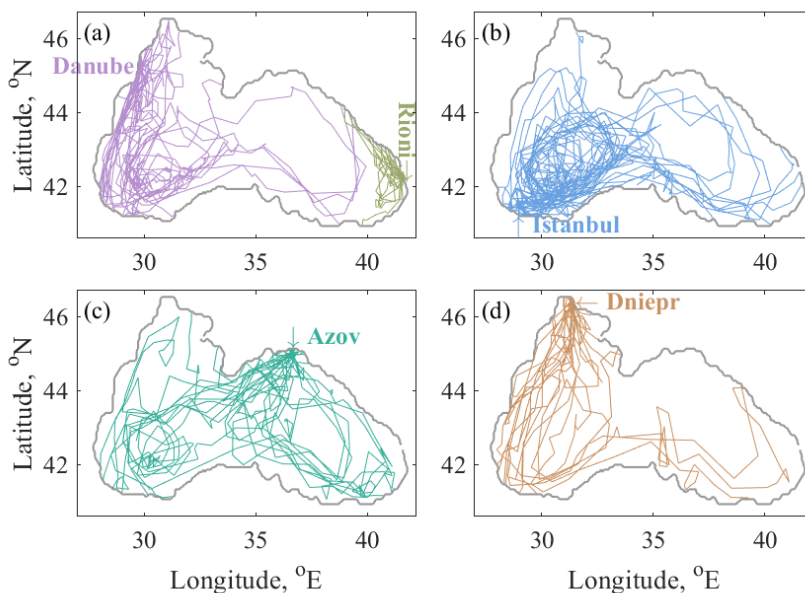 (a)
Danube
Rioni
46
44
42
30
35
40
Latitude, °N
(b)
Istanbul
46
44
42
30
35
40
(c)
Azov
46
44
42
30
35
40
Latitude, °N
Longitude, °E
(d)
Dniepr
46
44
42
30
35
40
Longitude, °E